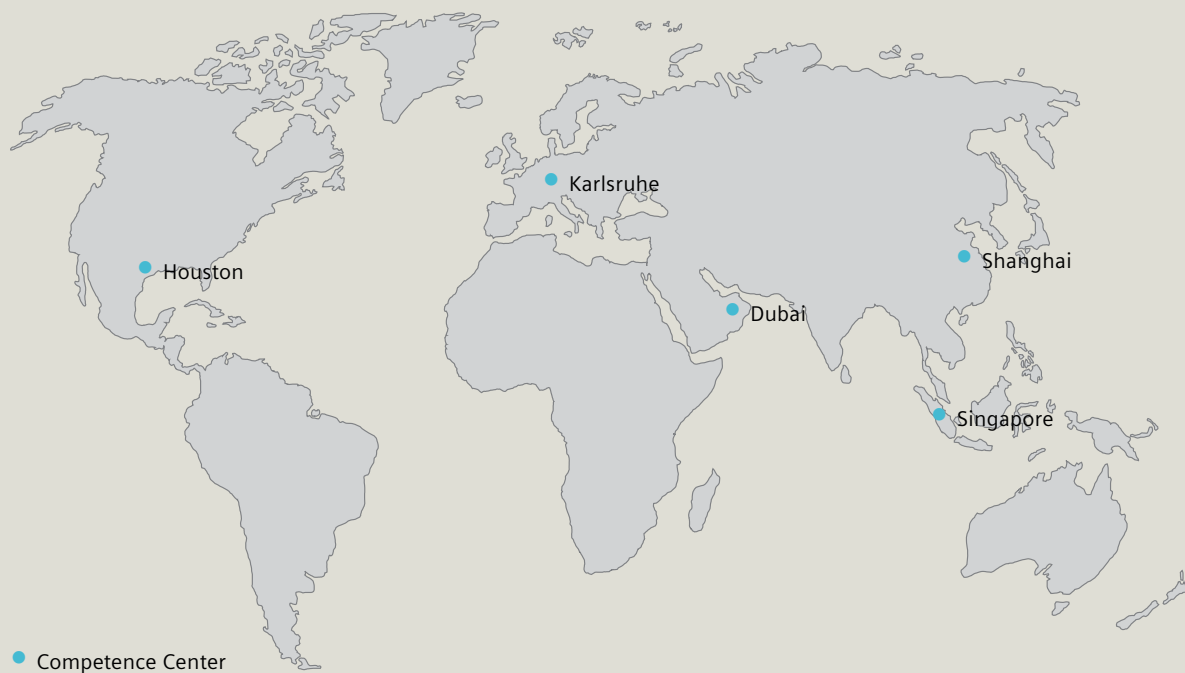 Karlsruhe
Houston
Shanghai
Dubai
Singapore
Competence Center